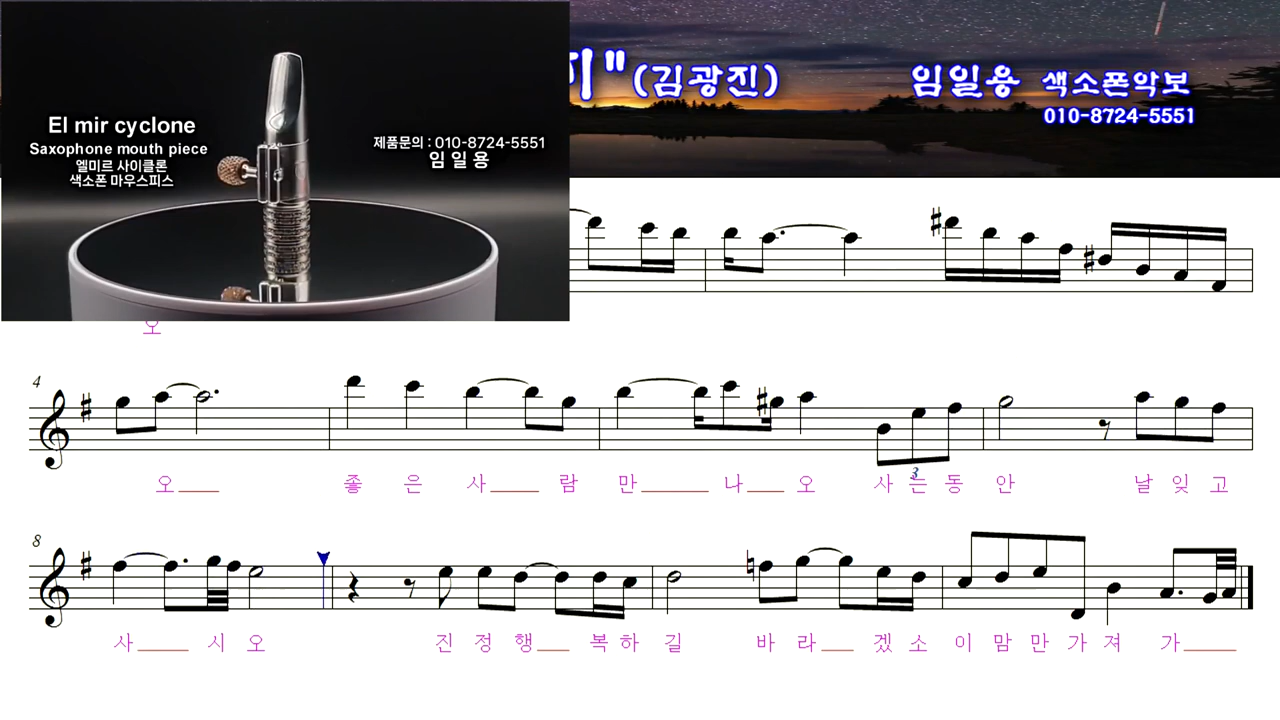 El mir cyclone
Saxophone mouth piece
엘미르 사이클론
색소폰 마우스피스
제품문의 : 010-8724-5551
임 일 용
"(김광진)
임일용 색소폰악보
010-8724-5551
오
4
3
오 좋 은 사 람 만 나 오 사 는 동 안 날 잊 고
8
사 시 오 진 정 행 복 하 길 바 라 겠 소 이 맘 만 가 져 가